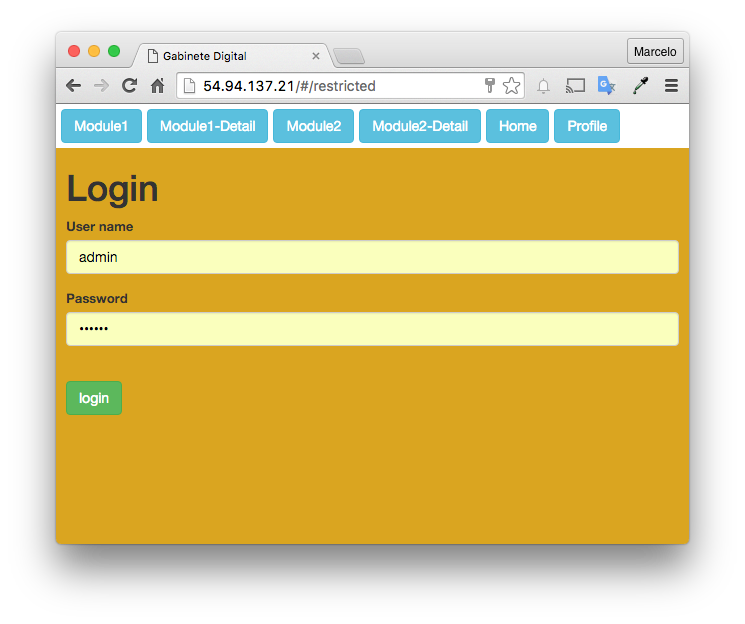 Gabinete Digital
Marcelo
54.94.137.21/#/restricted
Module1 Module1-Detail Module2 Module2-Detail Home Profile
Login
User name
admin
Password
••••••
login